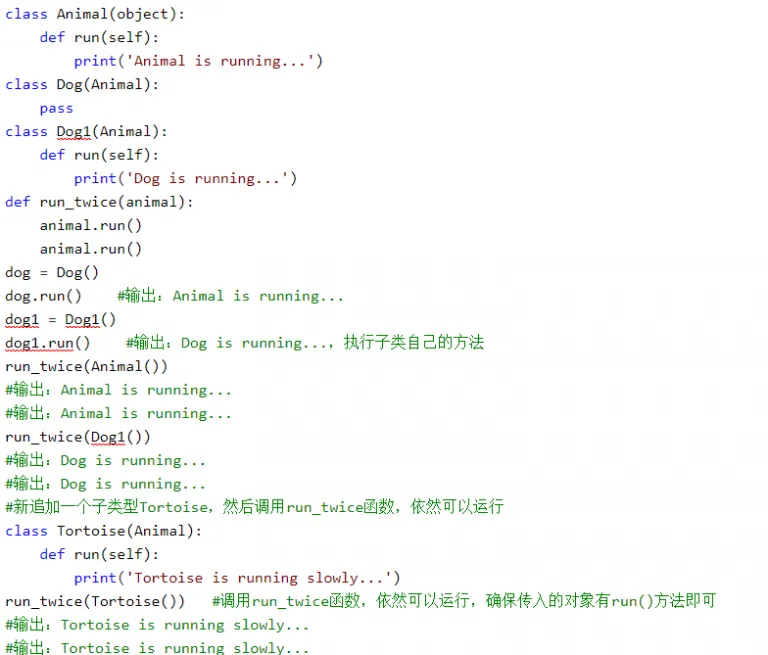 class Animal(object):
    def run(self):
        print('Animal is running...')
class Dog(Animal):
    pass
class Dog1(Animal):
    def run(self):
        print('Dog is running...')
def run_twice(animal):
    animal.run()
    animal.run()
dog = Dog()
dog.run()    #输出：Animal is running...
dog1 = Dog1()
dog1.run()    #输出：Dog is running...，执行子类自己的方法
run_twice(Animal())
#输出：Animal is running...
#输出：Animal is running...
run_twice(Dog1())
#输出：Dog is running...
#输出：Dog is running...
#新追加一个子类型Tortoise，然后调用run_twice函数，依然可以运行
class Tortoise(Animal):
    def run(self):
        print('Tortoise is running slowly...')
run_twice(Tortoise())   #调用run_twice函数，依然可以运行，确保传入的对象有run()方法即可
#输出：Tortoise is running slowly...
#输出：Tortoise is running slowly...